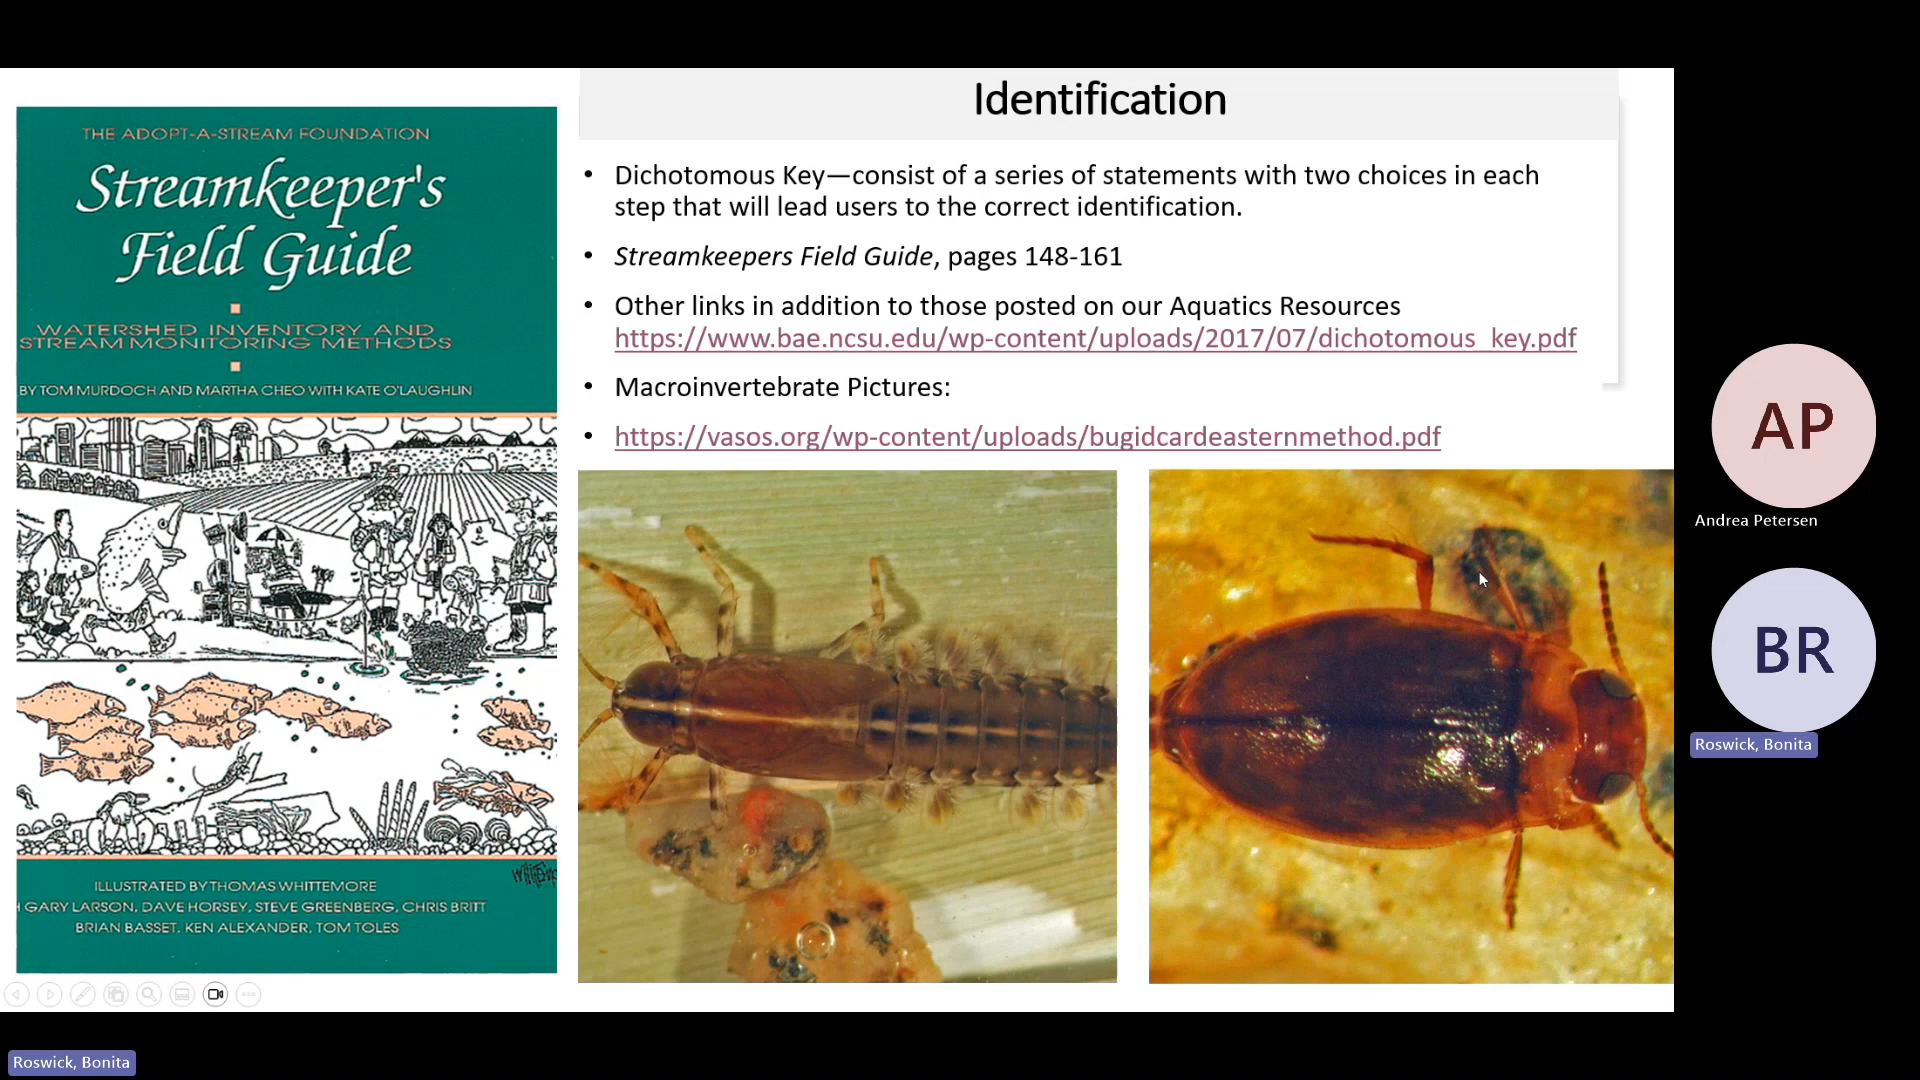 THE ADOPT-A-STREAM FOUNDATION
Streamkeeper's
Field Guide
WATERSHED INVENTORY AND
STREAM MONITORING METHODS
BY TOM MURDOCH AND MARTHA CHEO WITH KATE O'LAUGHLIN
ILLUSTRATED BY THOMAS WHITTEMORE
GARY LARSON, DAVE HORSEY, STEVE GREENBERG, CHRIS BRITT
BRIAN BASSET, KEN ALEXANDER, TOM TOLES
Identification
• Dichotomous Key—consist of a series of statements with two choices in each
step that will lead users to the correct identification.
• Streamkeepers Field Guide, pages 148-161
• Other links in addition to those posted on our Aquatics Resources
https://www.bae.ncsu.edu/wp-content/uploads/2017/07/dichotomous_key.pdf
• Macroinvertebrate Pictures:
• https://vasos.org/wp-content/uploads/bugidcardeasternmethod.pdf
AP
Andrea Petersen
BR
Roswick, Bonita
Roswick, Bonita